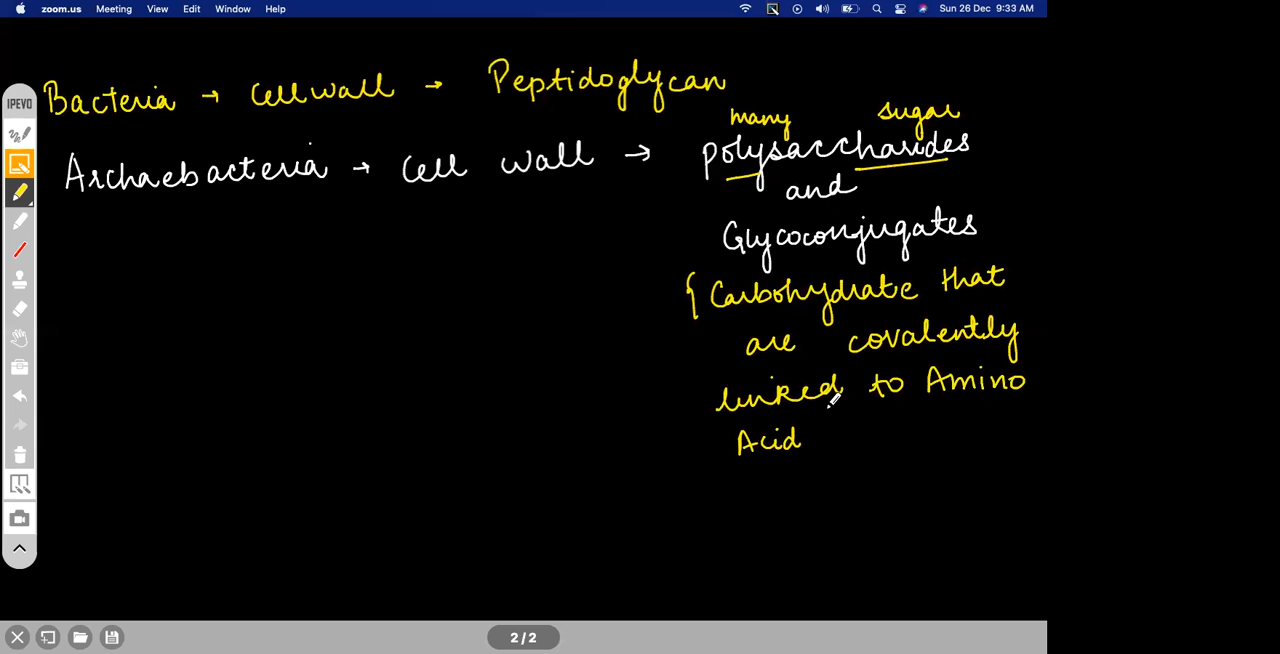 zoom.us Meeting View Edit Window Help Sun 26 Dec 9:33 AM
IPEVO
Bacteria → Cell wall → Peptidoglycan
many sugar
Archaebacteria → Cell wall → polysaccharides
and
Glycoconjugates
{ Carbohydrate that
are covalently
linked to Amino
Acid
2/2